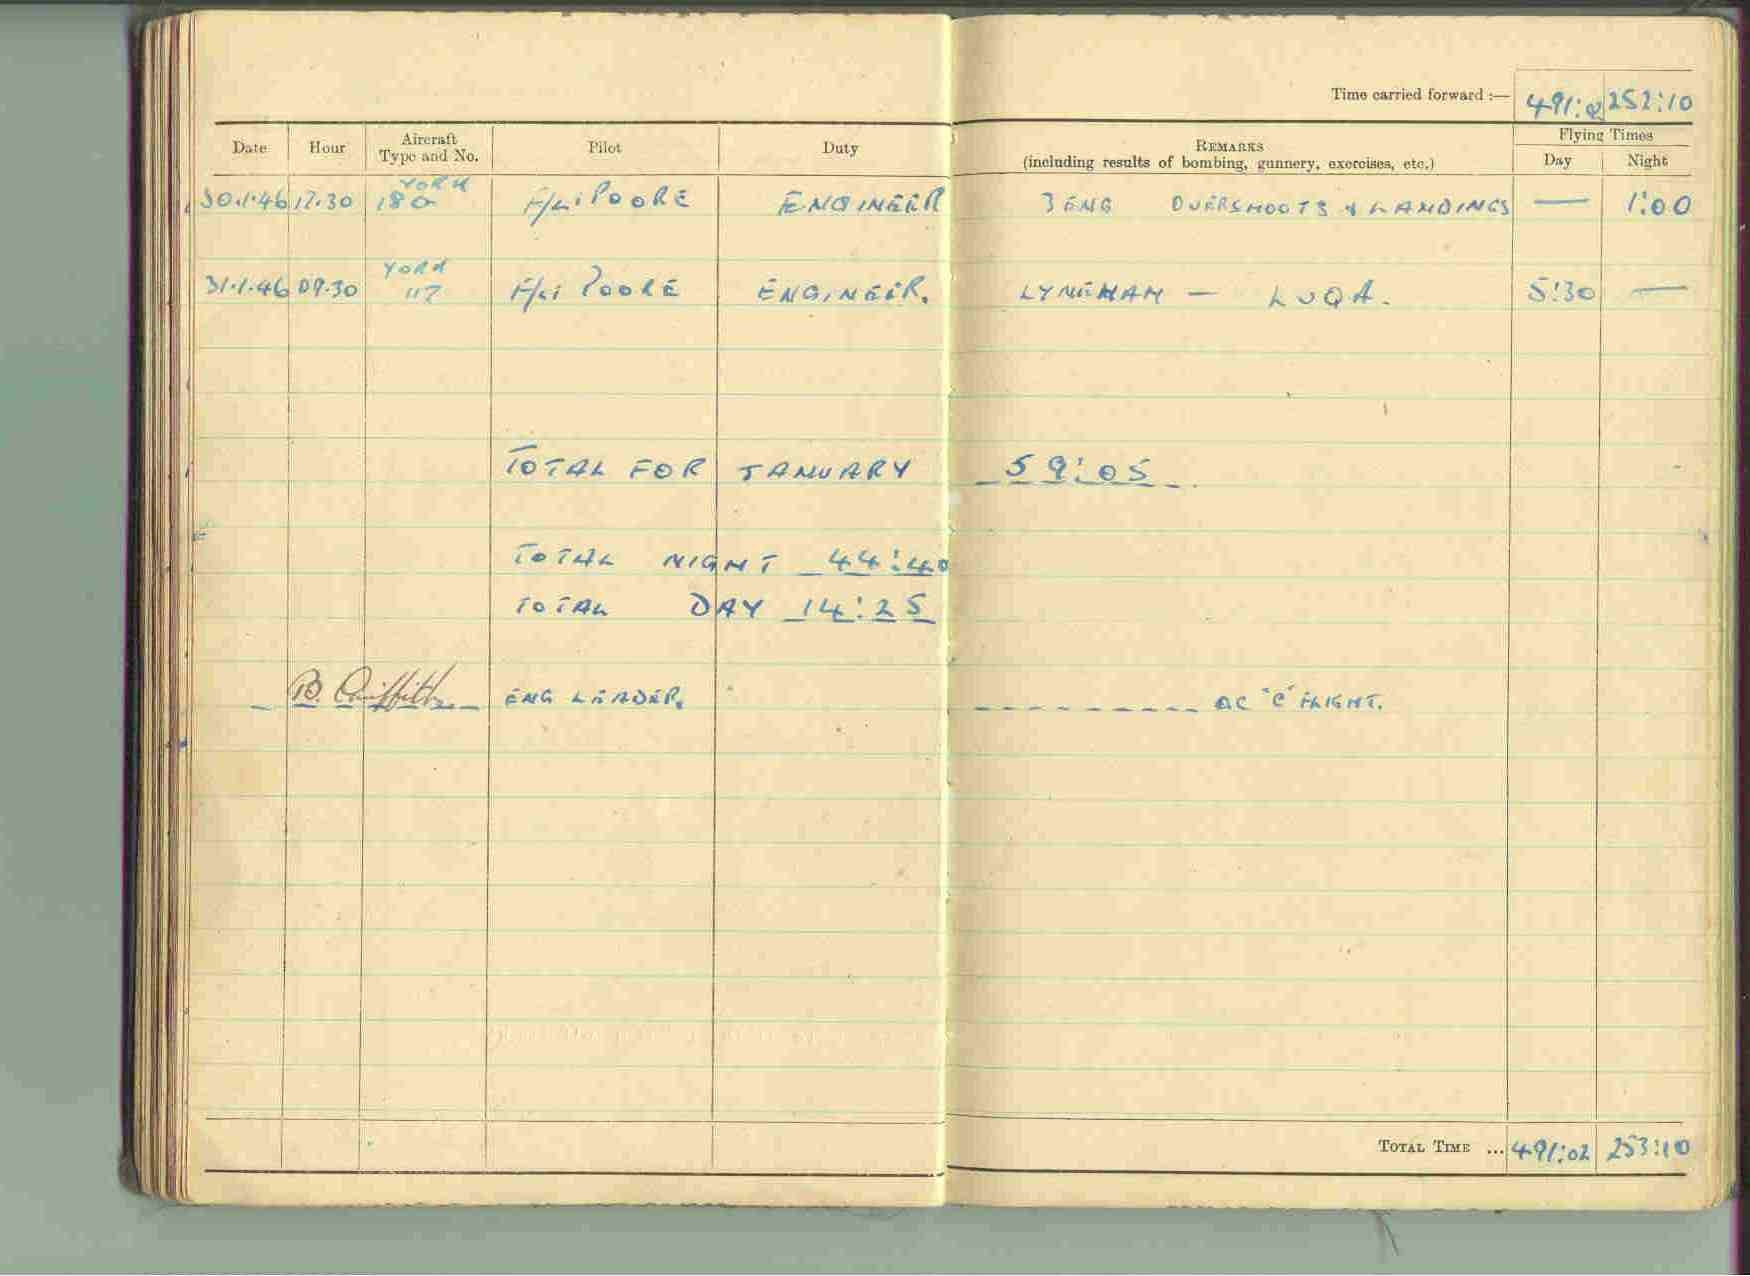 Time carried forward :— 491:02 252:10
Date Hour Aircraft Type and No. Pilot Duty REMARKS (including results of bombing, gunnery, exercises, etc.) Flying Times Day Night
30.1.46 17.30 YORK 180 F/Lt POORE ENGINEER 3 ENG OVERSHOOTS & LANDINGS — 1:00
31.1.46 09.30 YORK 117 F/Lt POORE ENGINEER. LYNEHAM — LUQA. 5:30 —
TOTAL FOR JANUARY 59:05
TOTAL NIGHT 44:40
TOTAL DAY 14:25
B. Griffiths ENG LEADER. OC "C" FLIGHT.
TOTAL TIME ... 491:02 253:10